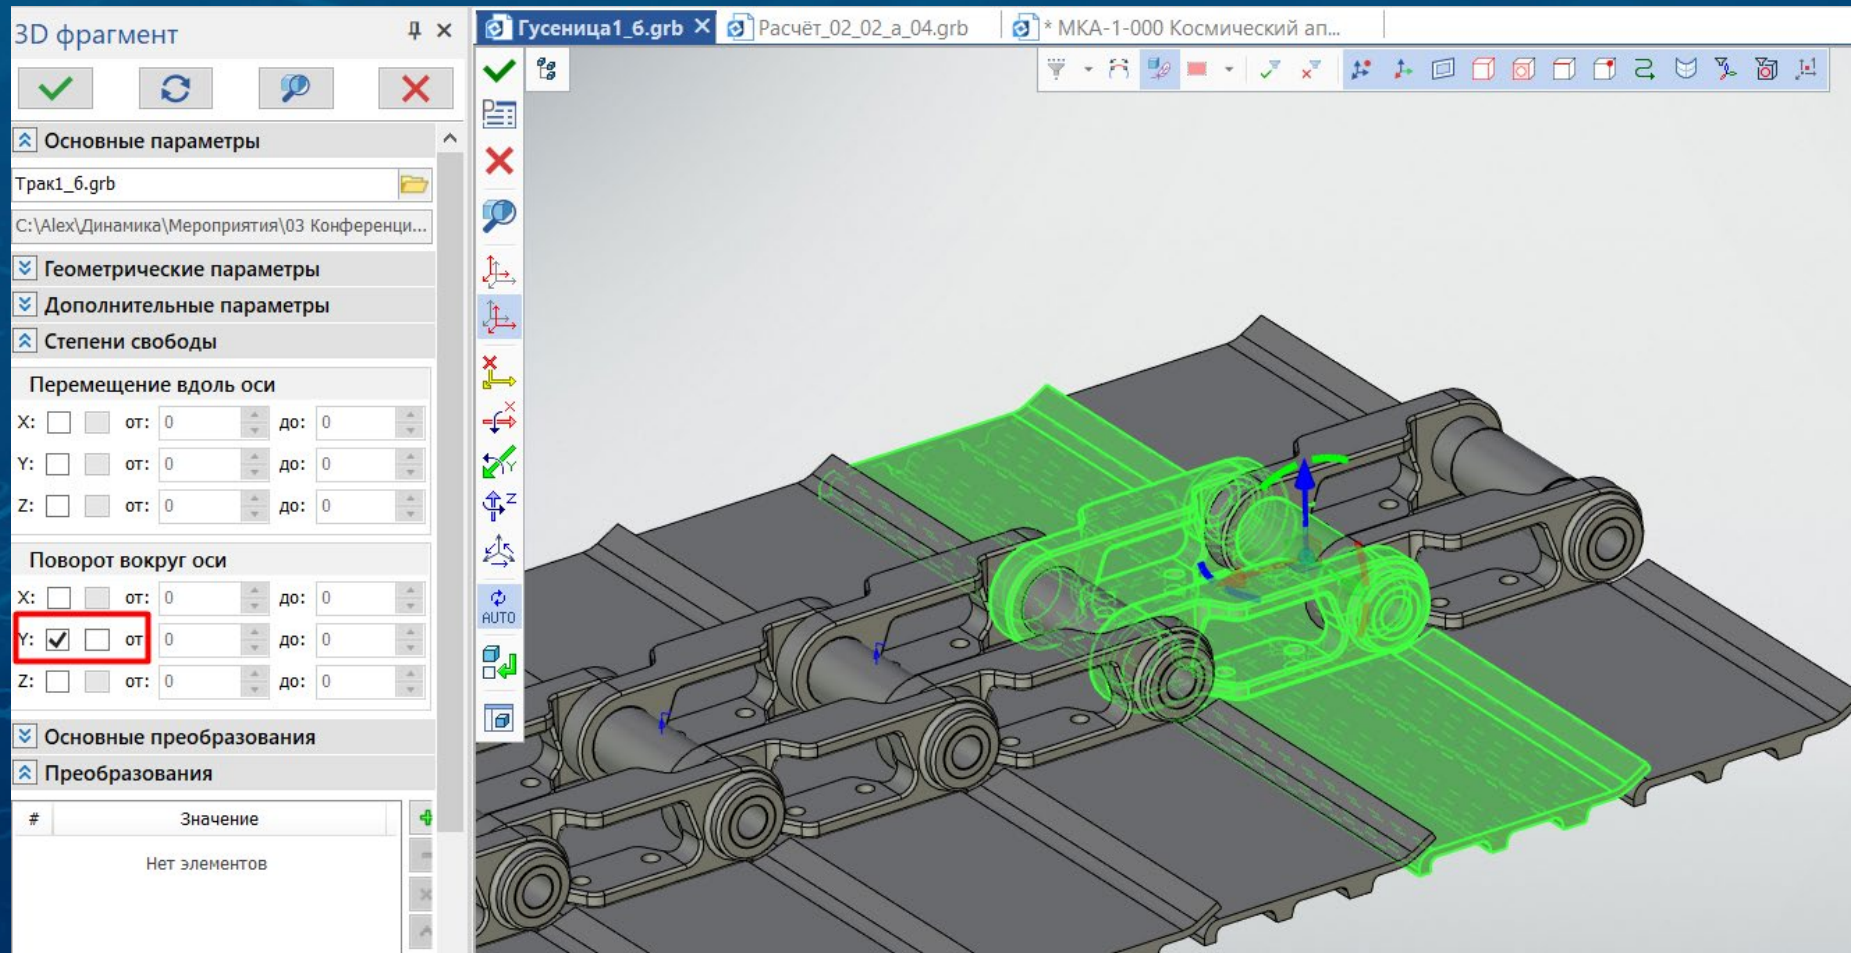 3D фрагмент
Гусеница1_6.grb
Расчёт_02_02_а_04.grb
* МКА-1-000 Космический ап...
Основные параметры
Трак1_6.grb
C:\Alex\Динамика\Мероприятия\03 Конференци...
Геометрические параметры
Дополнительные параметры
Степени свободы
Перемещение вдоль оси
X: от: 0 до: 0
Y: от: 0 до: 0
Z: от: 0 до: 0
Поворот вокруг оси
X: от: 0 до: 0
Y: от 0 до: 0
Z: от: 0 до: 0
Основные преобразования
Преобразования
# Значение
Нет элементов
X
Y
Z
AUTO